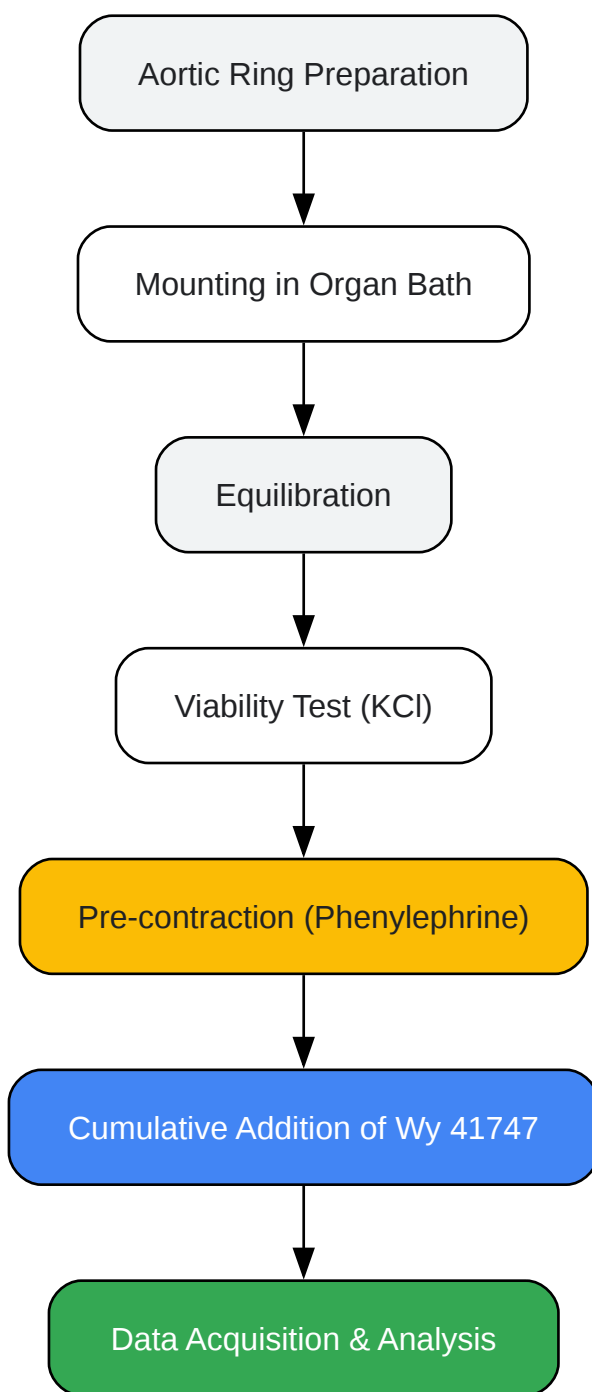 Aortic Ring Preparation
Mounting in Organ Bath
Equilibration
Viability Test (KCl)
Pre-contraction (Phenylephrine)
Cumulative Addition of Wy 41747
Data Acquisition & Analysis